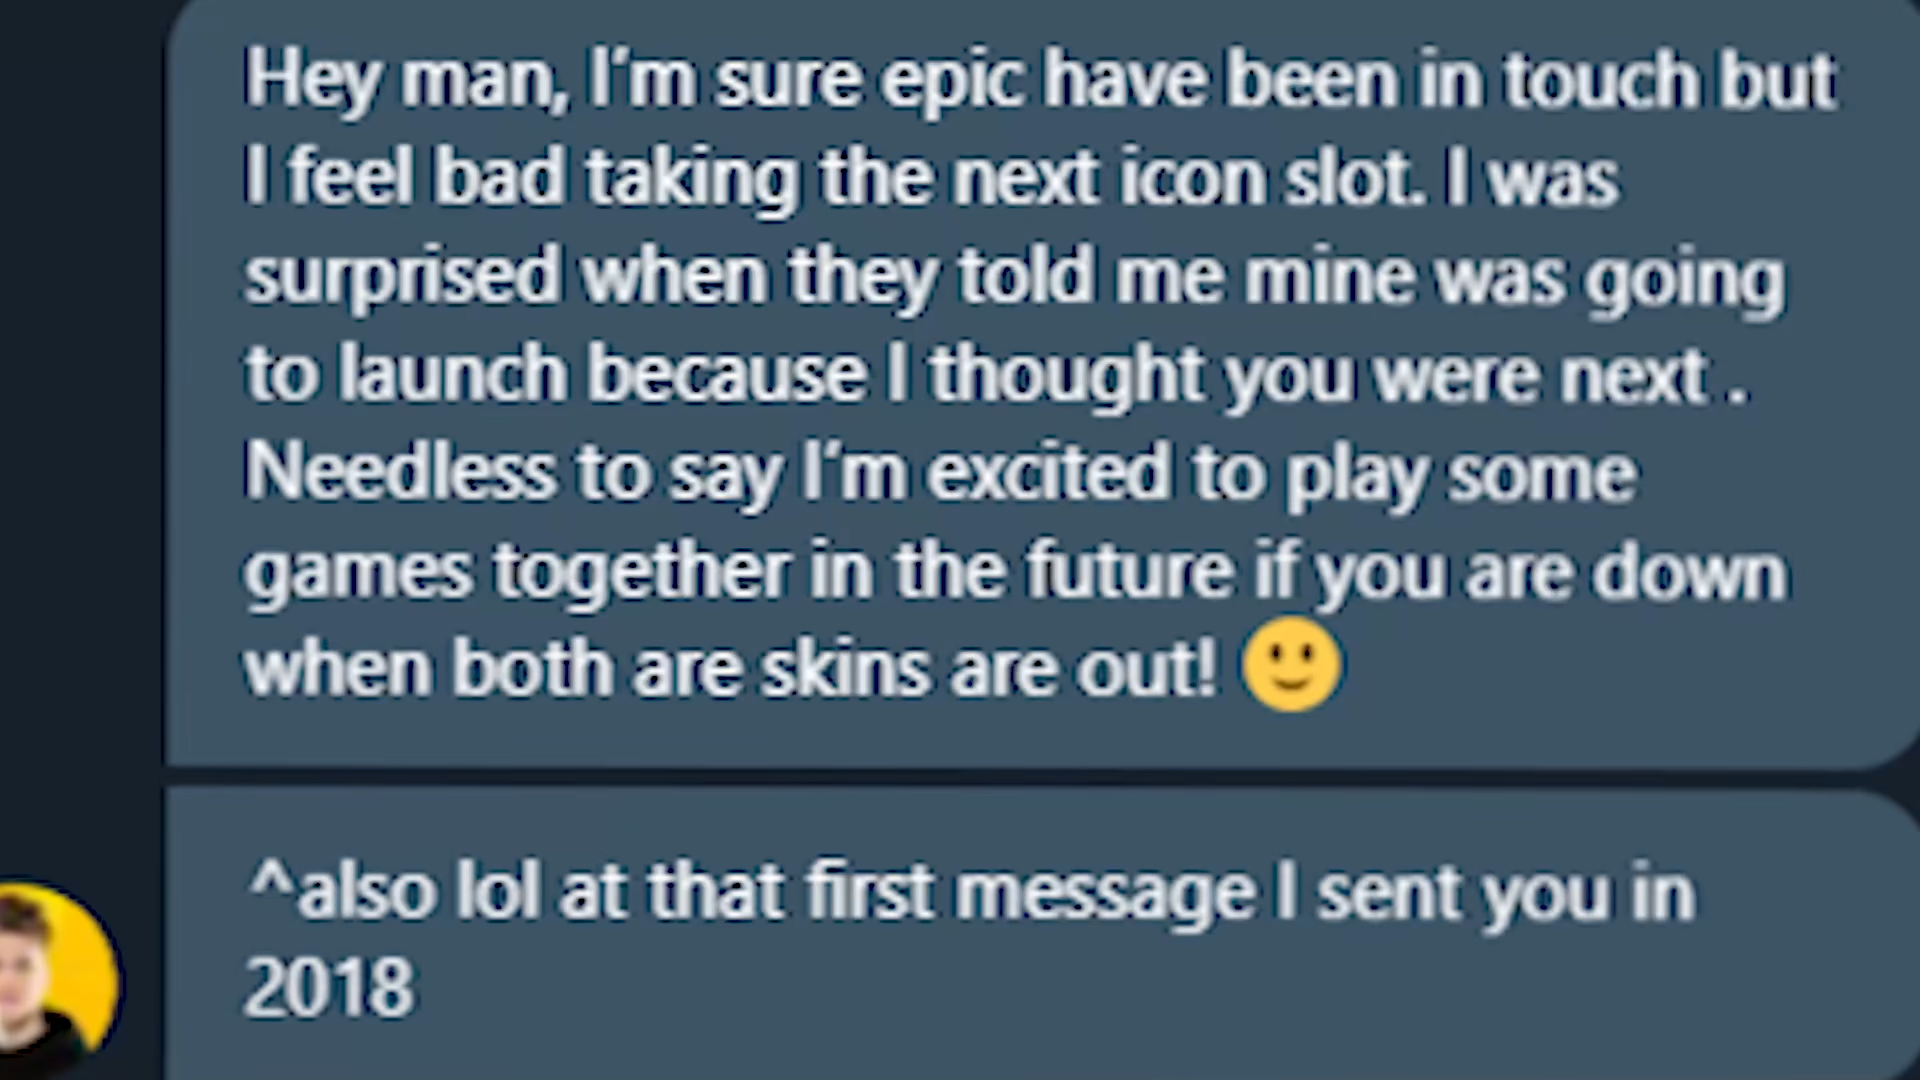 Hey man, I'm sure epic have been in touch but
I feel bad taking the next icon slot. I was
surprised when they told me mine was going
to launch because I thought you were next .
Needless to say I'm excited to play some
games together in the future if you are down
when both are skins are out! 🙂
^also lol at that first message I sent you in
2018